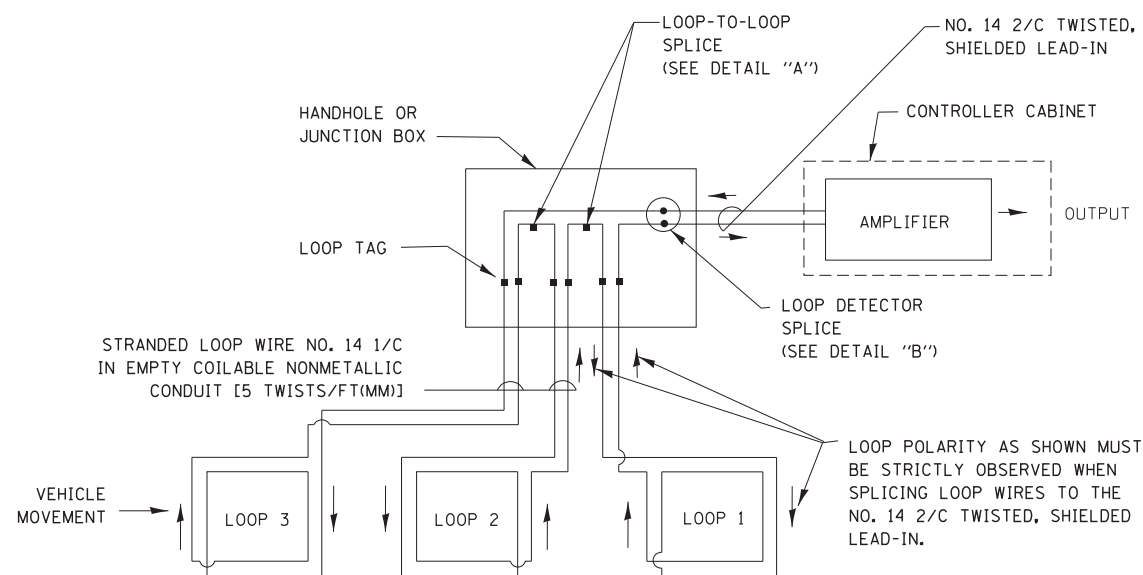 LOOP-TO-LOOP
SPLICE
(SEE DETAIL "A")
NO. 14 2/C TWISTED,
SHIELDED LEAD-IN
HANDHOLE OR
JUNCTION BOX
CONTROLLER CABINET
AMPLIFIER
OUTPUT
LOOP TAG
LOOP DETECTOR
SPLICE
(SEE DETAIL "B")
STRANDED LOOP WIRE NO. 14 1/C
IN EMPTY COILABLE NONMETALLIC
CONDUIT [5 TWISTS/FT(MM)]
LOOP POLARITY AS SHOWN MUST
BE STRICTLY OBSERVED WHEN
SPLICING LOOP WIRES TO THE
NO. 14 2/C TWISTED, SHIELDED
LEAD-IN.
VEHICLE
MOVEMENT
LOOP 3
LOOP 2
LOOP 1